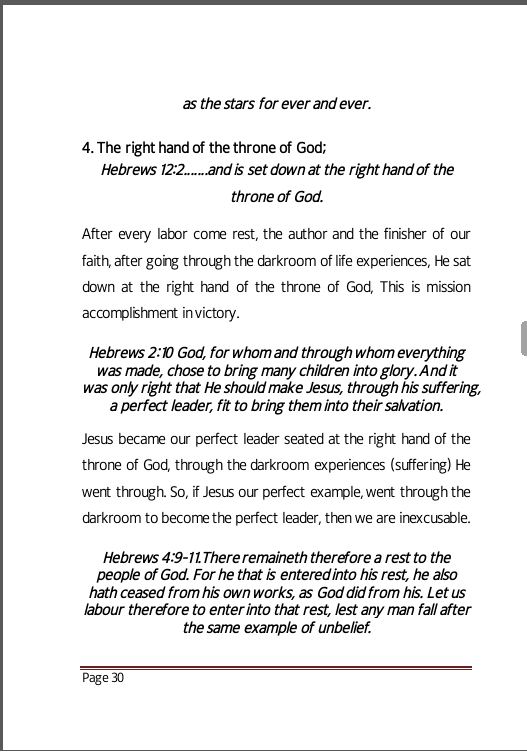 as the stars for ever and ever.
4. The right hand of the throne of God;
Hebrews 12:2.......and is set down at the right hand of the
throne of God.
After every labor come rest, the author and the finisher of our
faith, after going through the darkroom of life experiences, He sat
down at the right hand of the throne of God, This is mission
accomplishment in victory.
Hebrews 2:10 God, for whom and through whom everything
was made, chose to bring many children into glory. And it
was only right that He should make Jesus, through his suffering,
a perfect leader, fit to bring them into their salvation.
Jesus became our perfect leader seated at the right hand of the
throne of God, through the darkroom experiences (suffering) He
went through. So, if Jesus our perfect example, went through the
darkroom to become the perfect leader, then we are inexcusable.
Hebrews 4:9-11.There remaineth therefore a rest to the
people of God. For he that is entered into his rest, he also
hath ceased from his own works, as God did from his. Let us
labour therefore to enter into that rest, lest any man fall after
the same example of unbelief.
Page 30